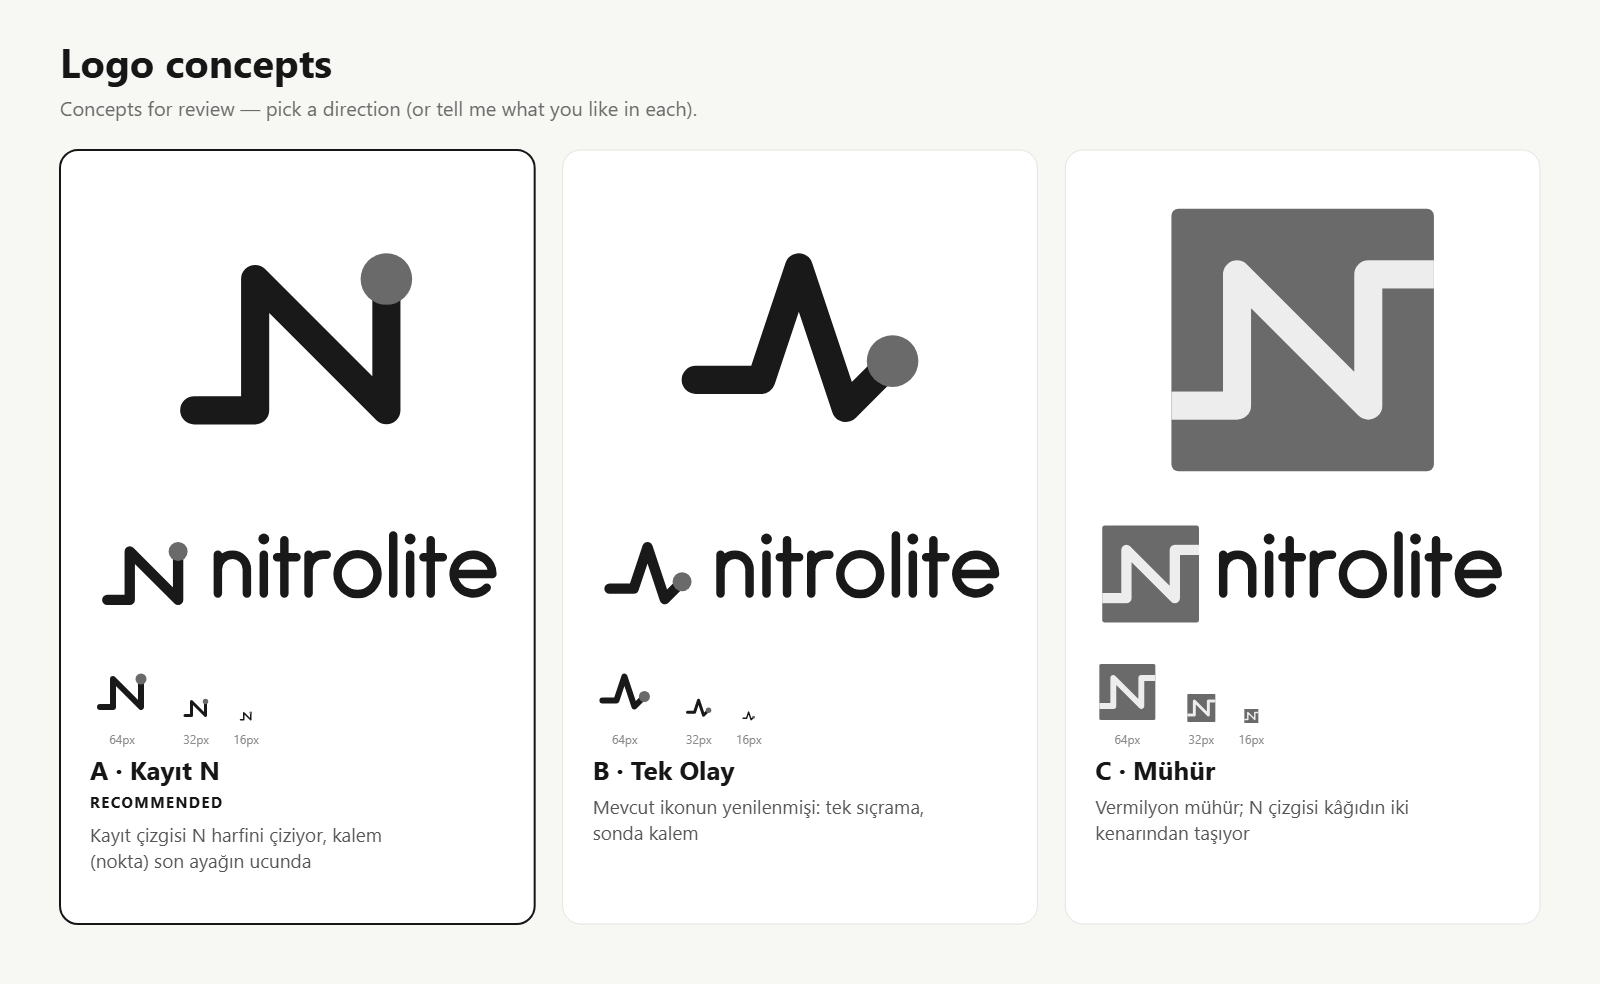 Logo concepts
Concepts for review — pick a direction (or tell me what you like in each).
nitrolite
64px 32px 16px
A · Kayıt N
RECOMMENDED
Kayıt çizgisi N harfini çiziyor, kalem
(nokta) son ayağın ucunda
nitrolite
64px 32px 16px
B · Tek Olay
Mevcut ikonun yenilenmişi: tek sıçrama,
sonda kalem
nitrolite
64px 32px 16px
C · Mühür
Vermilyon mühür; N çizgisi kâğıdın iki
kenarından taşıyor